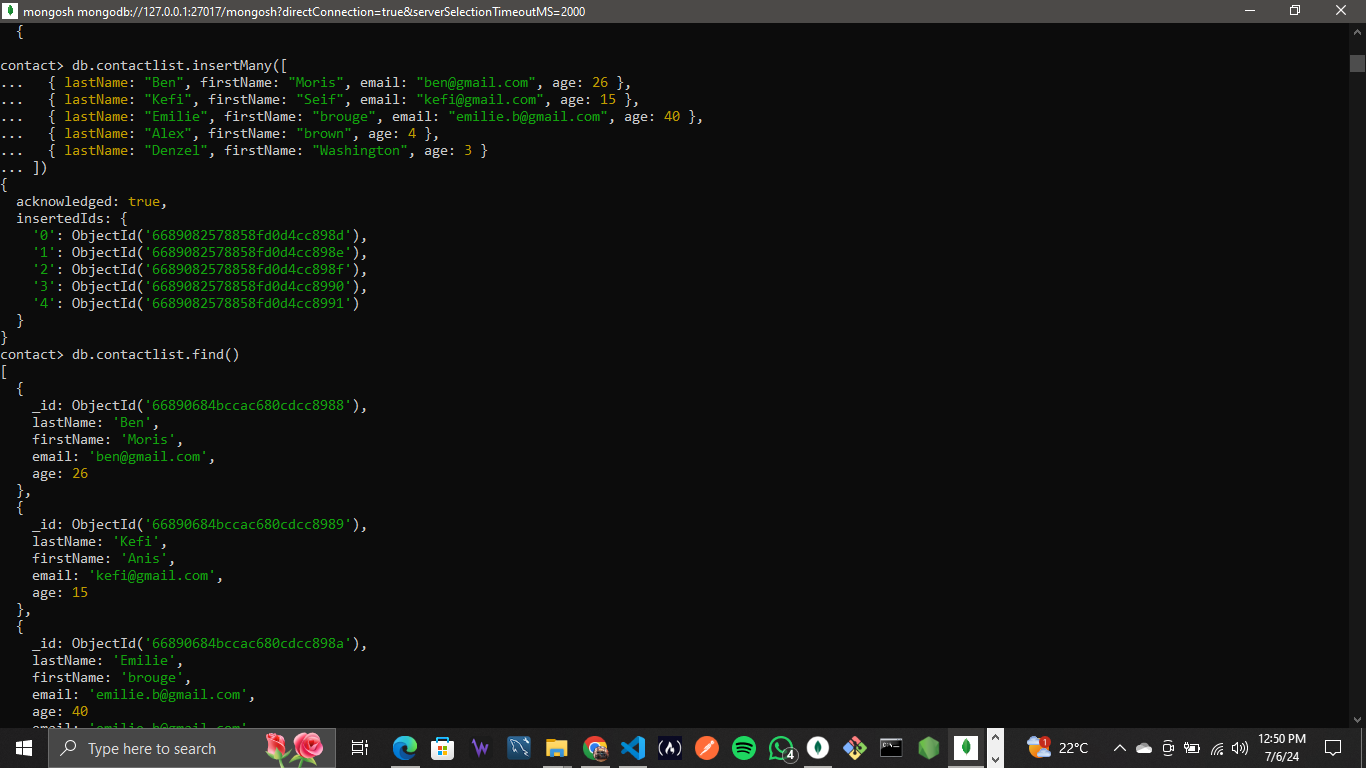 mongosh mongodb://127.0.0.1:27017/mongosh?directConnection=true&serverSelectionTimeoutMS=2000
  {
contact> db.contactlist.insertMany([
...   { lastName: "Ben", firstName: "Moris", email: "ben@gmail.com", age: 26 },
...   { lastName: "Kefi", firstName: "Seif", email: "kefi@gmail.com", age: 15 },
...   { lastName: "Emilie", firstName: "brouge", email: "emilie.b@gmail.com", age: 40 },
...   { lastName: "Alex", firstName: "brown", age: 4 },
...   { lastName: "Denzel", firstName: "Washington", age: 3 }
... ])
{
  acknowledged: true,
  insertedIds: {
    '0': ObjectId('6689082578858fd0d4cc898d'),
    '1': ObjectId('6689082578858fd0d4cc898e'),
    '2': ObjectId('6689082578858fd0d4cc898f'),
    '3': ObjectId('6689082578858fd0d4cc8990'),
    '4': ObjectId('6689082578858fd0d4cc8991')
  }
}
contact> db.contactlist.find()
[
  {
    _id: ObjectId('66890684bccac680cdcc8988'),
    lastName: 'Ben',
    firstName: 'Moris',
    email: 'ben@gmail.com',
    age: 26
  },
  {
    _id: ObjectId('66890684bccac680cdcc8989'),
    lastName: 'Kefi',
    firstName: 'Anis',
    email: 'kefi@gmail.com',
    age: 15
  },
  {
    _id: ObjectId('66890684bccac680cdcc898a'),
    lastName: 'Emilie',
    firstName: 'brouge',
    email: 'emilie.b@gmail.com',
    age: 40
    email: 'emilie.b@gmail.com'
Type here to search
4
1
22°C
12:50 PM
7/6/24